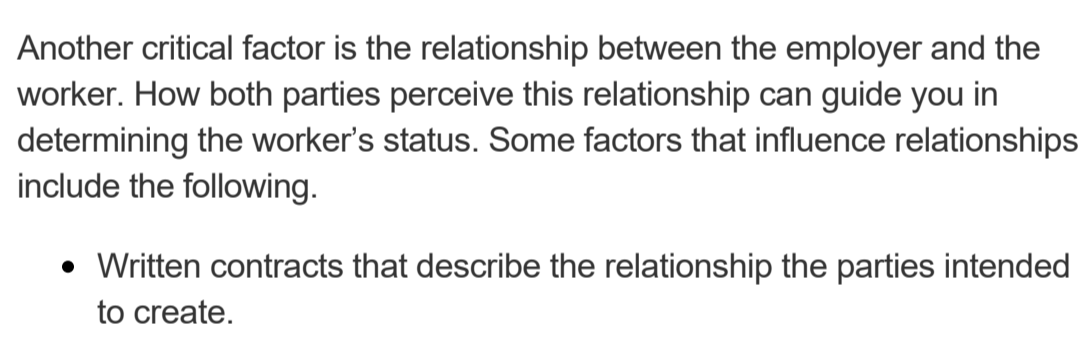 Another critical factor is the relationship between the employer and the
worker. How both parties perceive this relationship can guide you in
determining the worker’s status. Some factors that influence relationships
include the following.
• Written contracts that describe the relationship the parties intended
to create.